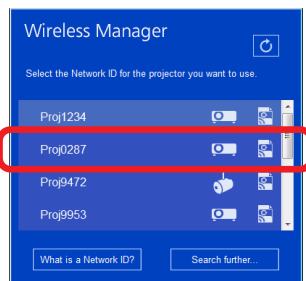 Wireless Manager
Select the Network ID for the projector you want to use.
Proj1234
Proj0287
Proj9472
Proj9953
What is a Network ID?
Search further...